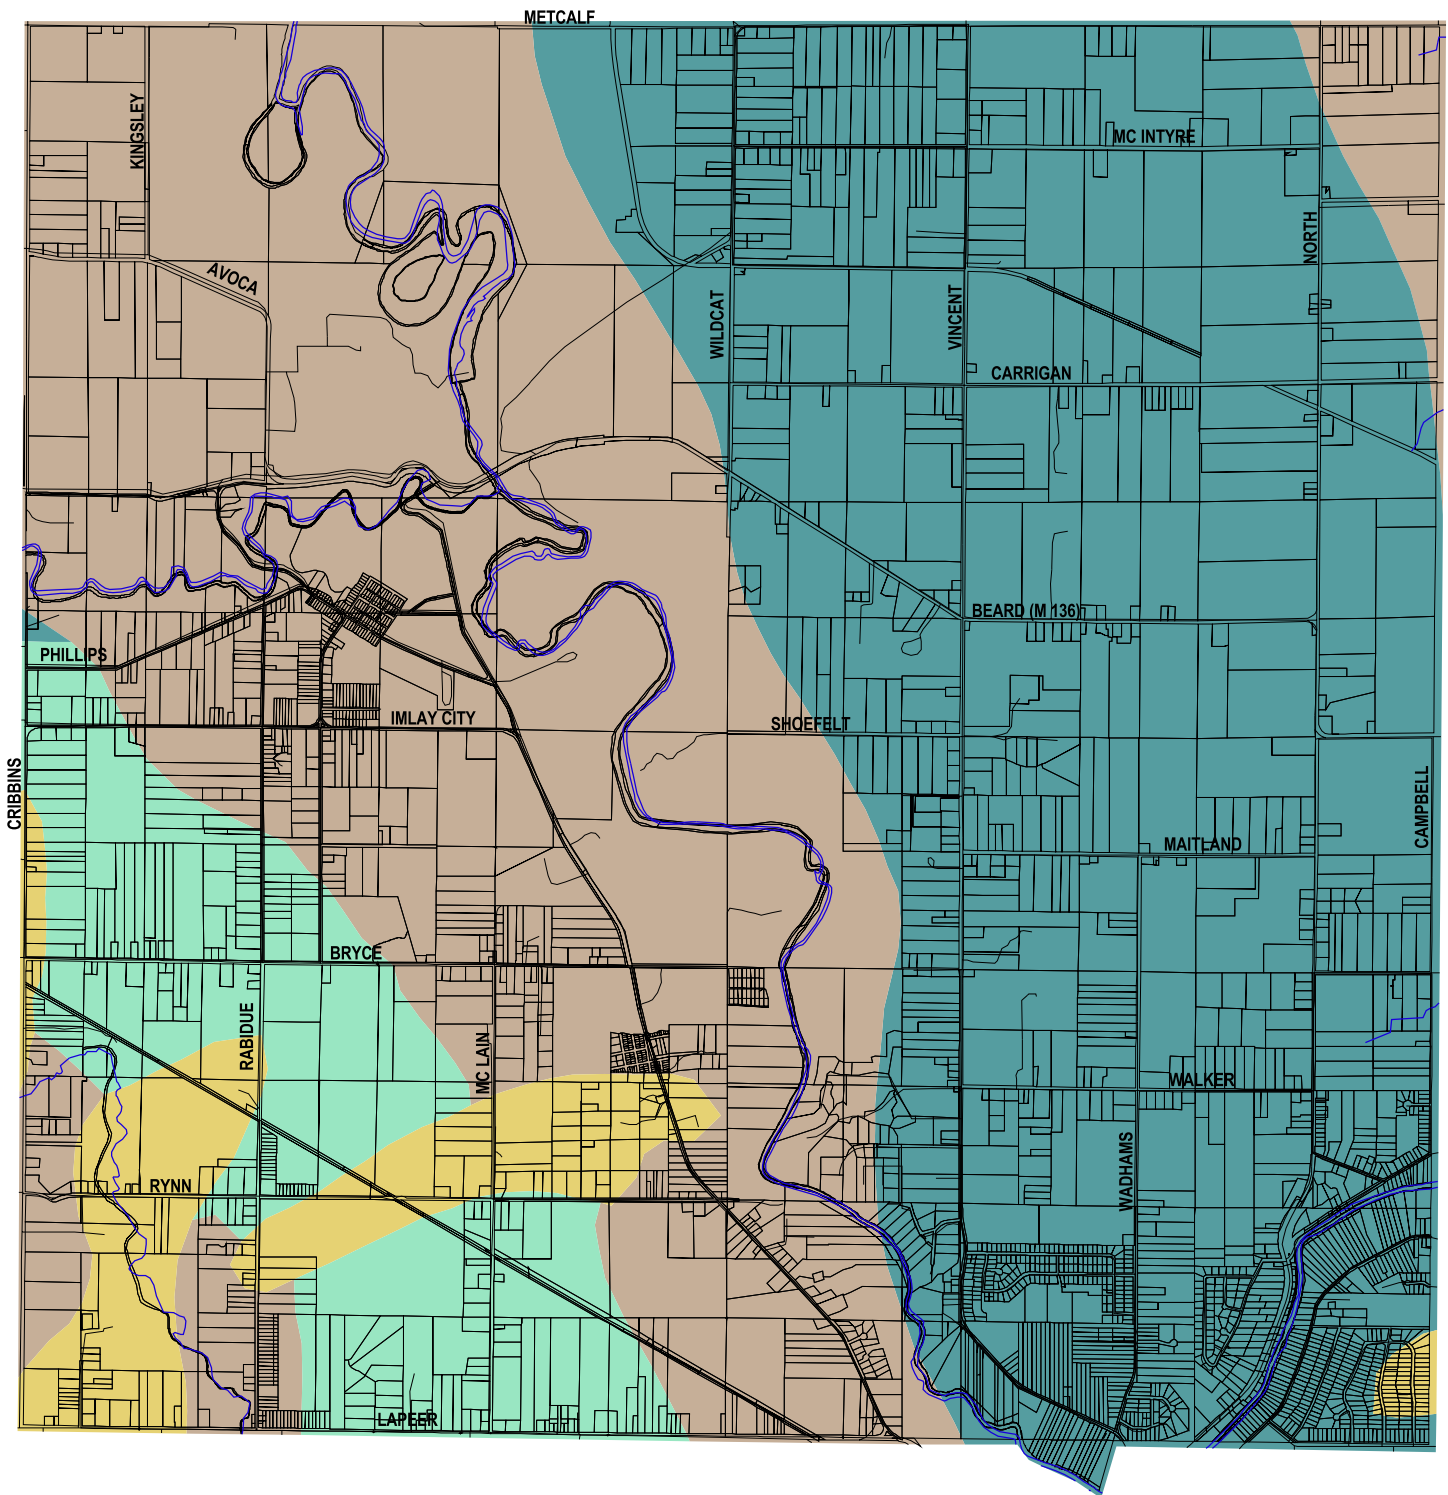 METCALF
KINGSLEY
MC INTYRE
NORTH
AVOCA
WILDCAT
VINCENT
CARRIGAN
BEARD (M 136)
PHILLIPS
IMLAY CITY
SHOEFELT
CRIBBINS
CAMPBELL
MAITLAND
BRYCE
RABIDUE
MC LAIN
WALKER
WADHAMS
RYNN
LAPEER